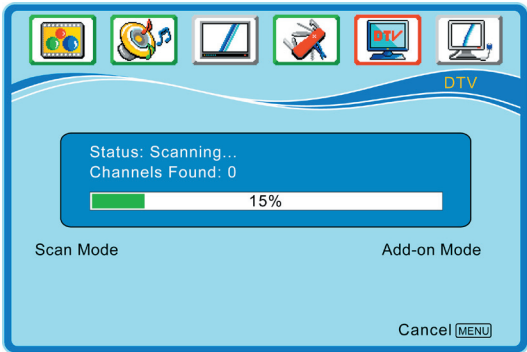 DTV
DTV
Status: Scanning...
Channels Found: 0
15%
Scan Mode Add-on Mode
Cancel MENU